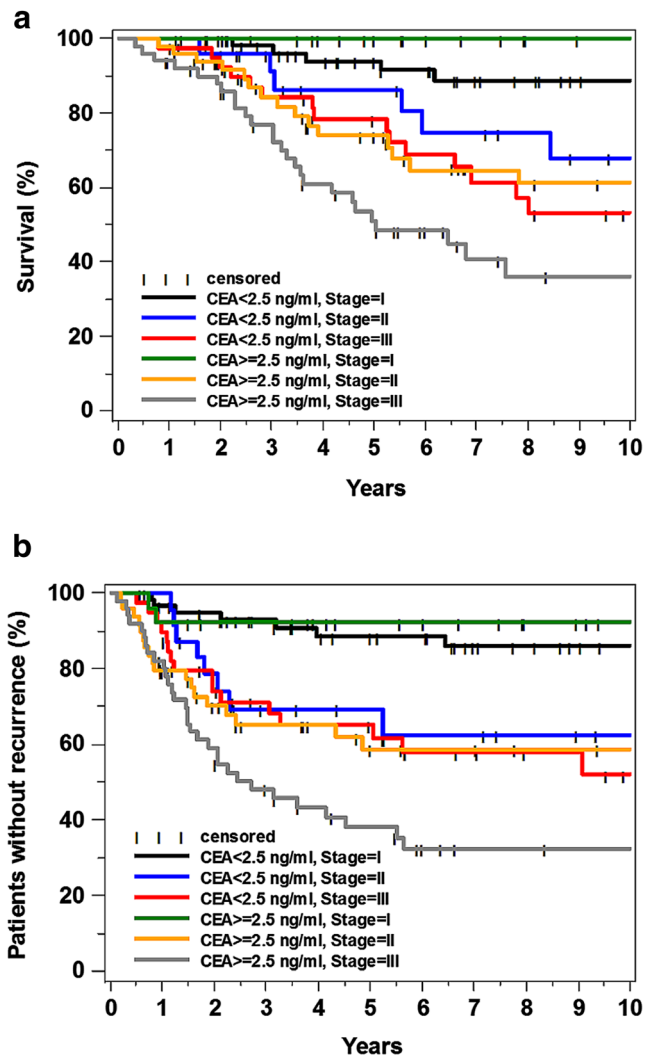 a
100
80
60
40
20
0
Survival (%)
censored
CEA<2.5 ng/ml, Stage=I
CEA<2.5 ng/ml, Stage=II
CEA<2.5 ng/ml, Stage=III
CEA>=2.5 ng/ml, Stage=I
CEA>=2.5 ng/ml, Stage=II
CEA>=2.5 ng/ml, Stage=III
0 1 2 3 4 5 6 7 8 9 10
Years
b
100
80
60
40
20
0
Patients without recurrence (%)
censored
CEA<2.5 ng/ml, Stage=I
CEA<2.5 ng/ml, Stage=II
CEA<2.5 ng/ml, Stage=III
CEA>=2.5 ng/ml, Stage=I
CEA>=2.5 ng/ml, Stage=II
CEA>=2.5 ng/ml, Stage=III
0 1 2 3 4 5 6 7 8 9 10
Years